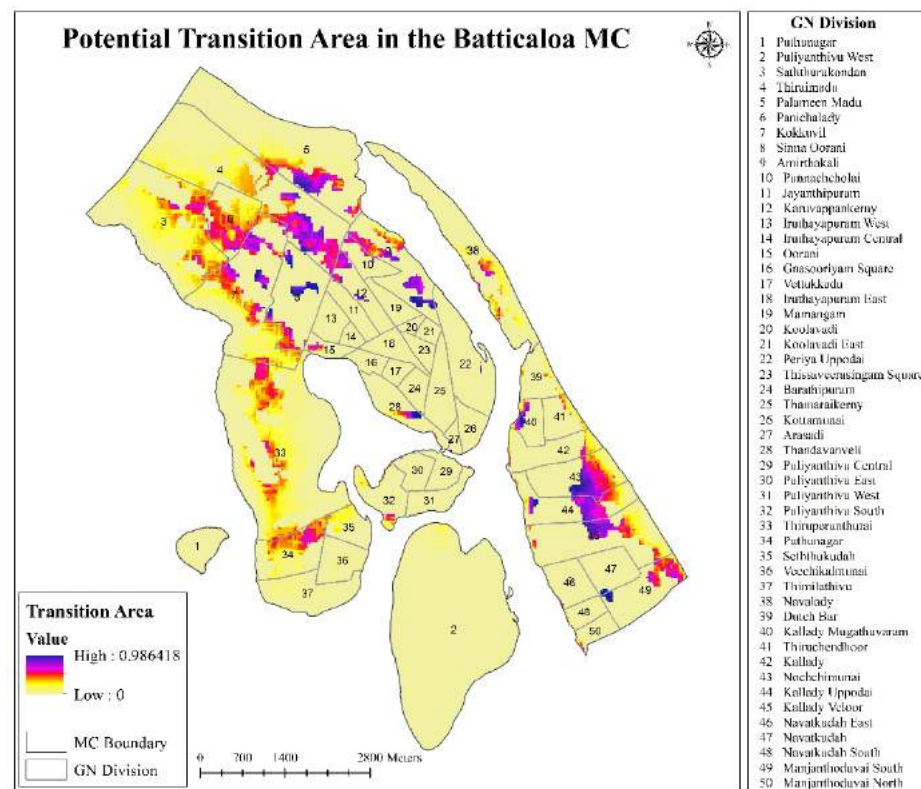 Potential Transition Area in the Batticaloa MC
N
Transition Area
Value
High : 0.986418
Low : 0
MC Boundary
GN Division
0 700 1400 2800 Meters
GN Division
1 Puthunagar
2 Puliyanthivu West
3 Saththurukondan
4 Thiraimadu
5 Palameen Madu
6 Panichalady
7 Kokkuvil
8 Sinna Oorani
9 Amirthakali
10 Punnachcholai
11 Jayanthipuram
12 Karuvappankerny
13 Iruthayapuram West
14 Iruthayapuram Central
15 Oorani
16 Gnasooriyam Square
17 Vettukkadu
18 Iruthayapuram East
19 Mamangam
20 Koolavadi
21 Koolavadi East
22 Periya Uppodai
23 Thissaveerasingam Square
24 Barathipuram
25 Thamaraikerny
26 Kottamunai
27 Arasadi
28 Thandavanveli
29 Puliyanthivu Central
30 Puliyanthivu East
31 Puliyanthivu West
32 Puliyanthivu South
33 Thiruperunthurai
34 Puthunagar
35 Seththukudah
36 Veechikalmunai
37 Thimilathivu
38 Navalady
39 Dutch Bar
40 Kallady Mugathuvaram
41 Thiruchendhoor
42 Kallady
43 Nochchimunai
44 Kallady Uppodai
45 Kallady Veloor
46 Navatkudah East
47 Navatkudah
48 Navatkudah South
49 Manjanthoduvai South
50 Manjanthoduvai North